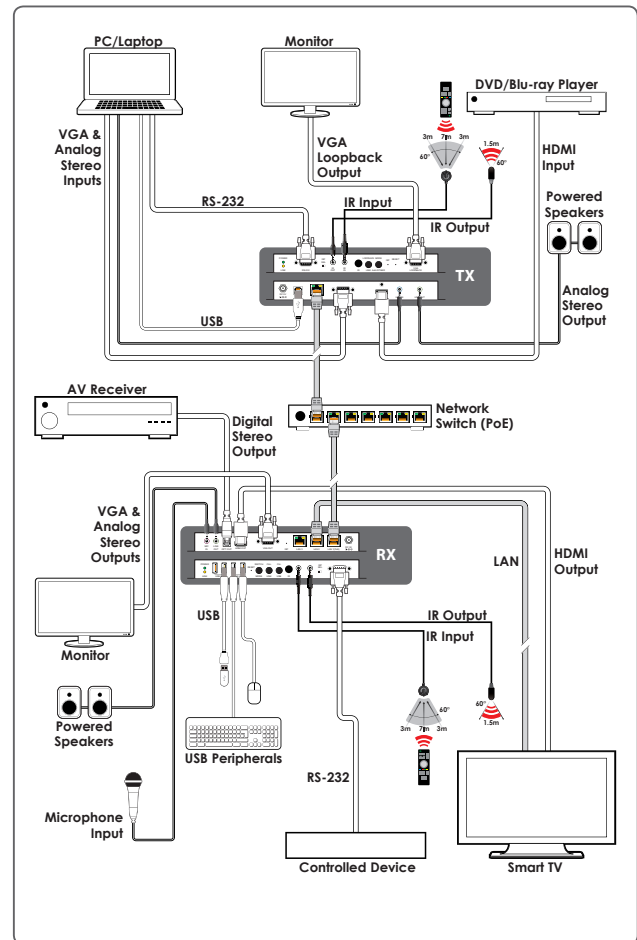 PC/Laptop
Monitor
DVD/Blu-ray Player
VGA &
Analog
Stereo
Inputs
VGA
Loopback
Output
3m 7m 3m
60°
1.5m
60°
HDMI
Input
RS-232
IR Input
IR Output
Powered
Speakers
TX
USB
Analog
Stereo
Output
AV Receiver
Digital
Stereo
Output
Network
Switch (PoE)
VGA &
Analog
Stereo
Outputs
RX
LAN
HDMI
Output
USB
IR Output
IR Input
Monitor
60°
3m 7m 3m
60°
1.5m
Powered
Speakers
USB Peripherals
RS-232
Microphone
Input
Controlled Device
Smart TV